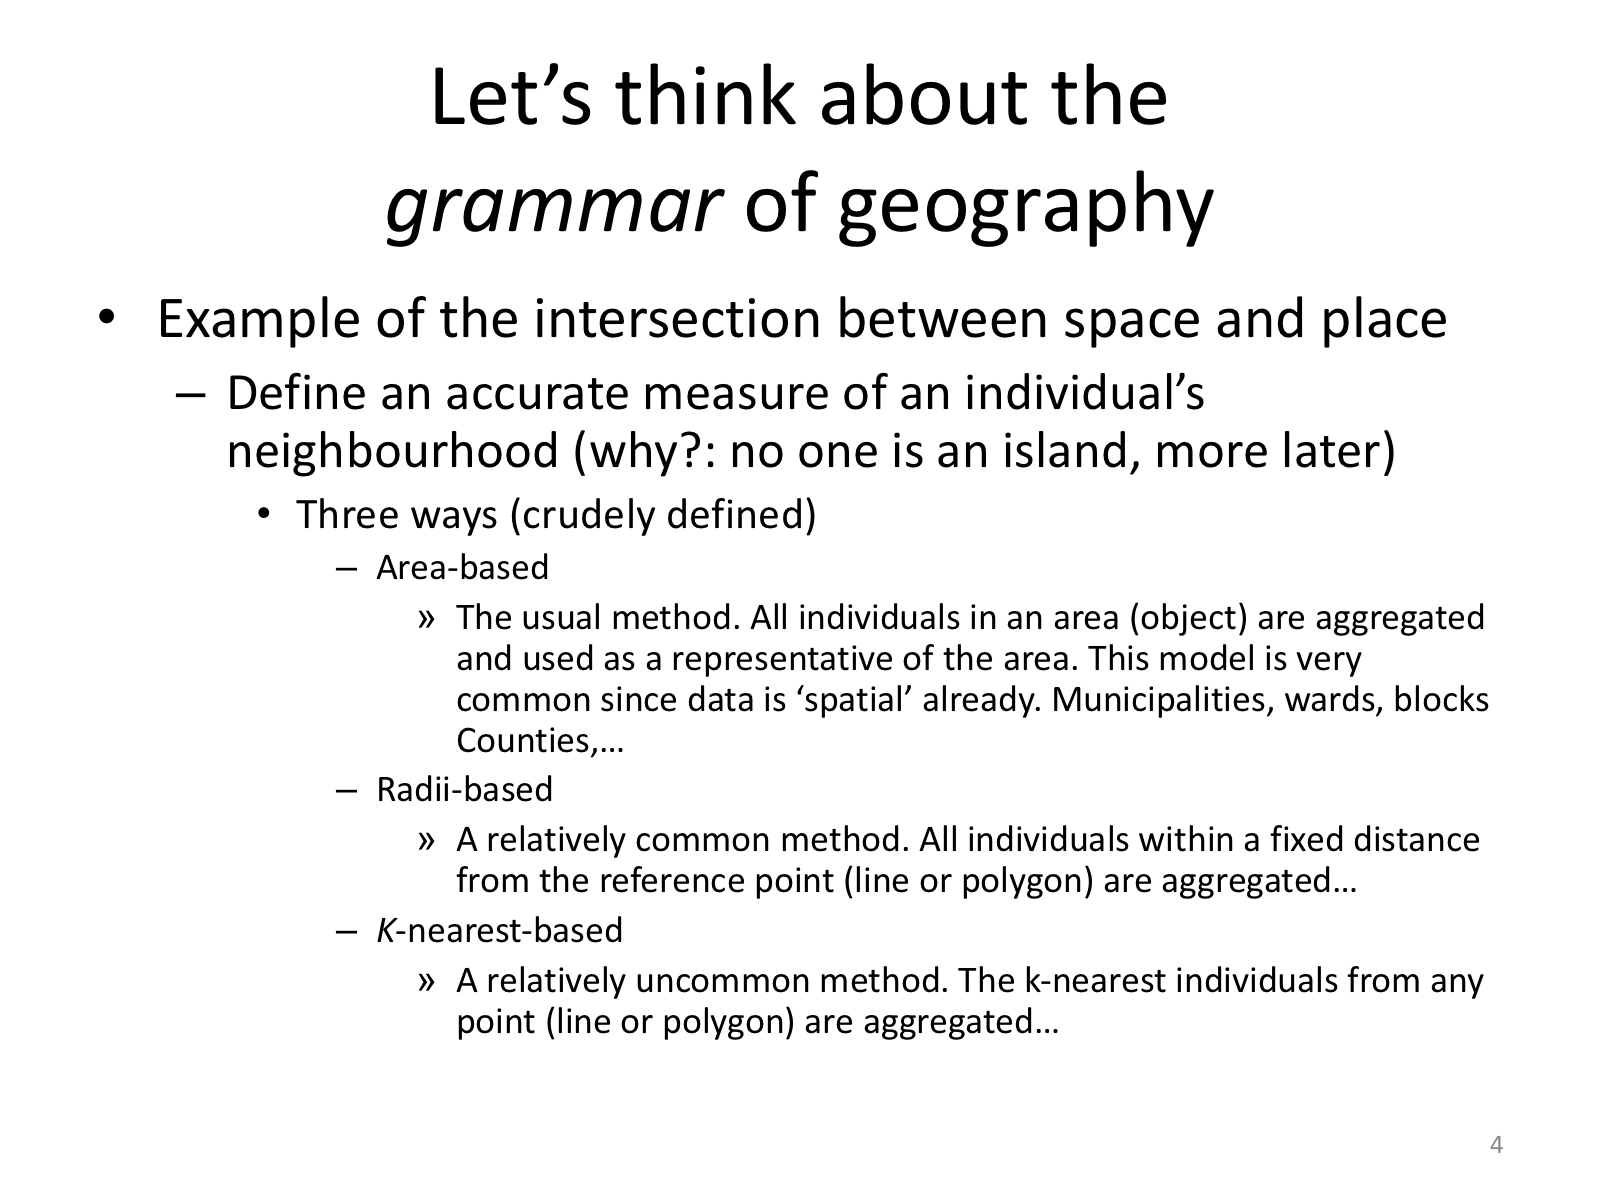 Let’s think about the
grammar of geography
• Example of the intersection between space and place
– Define an accurate measure of an individual’s
neighbourhood (why?: no one is an island, more later)
• Three ways (crudely defined)
– Area-based
» The usual method. All individuals in an area (object) are aggregated
and used as a representative of the area. This model is very
common since data is ‘spatial’ already. Municipalities, wards, blocks
Counties,…
– Radii-based
» A relatively common method. All individuals within a fixed distance
from the reference point (line or polygon) are aggregated…
– K-nearest-based
» A relatively uncommon method. The k-nearest individuals from any
point (line or polygon) are aggregated…
4